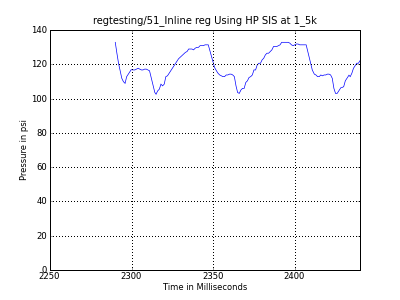 regtesting/51_Inline reg Using HP SIS at 1_5k
140
120
100
80
60
40
20
0
2250 2300 2350 2400
Pressure in psi
Time in Milliseconds